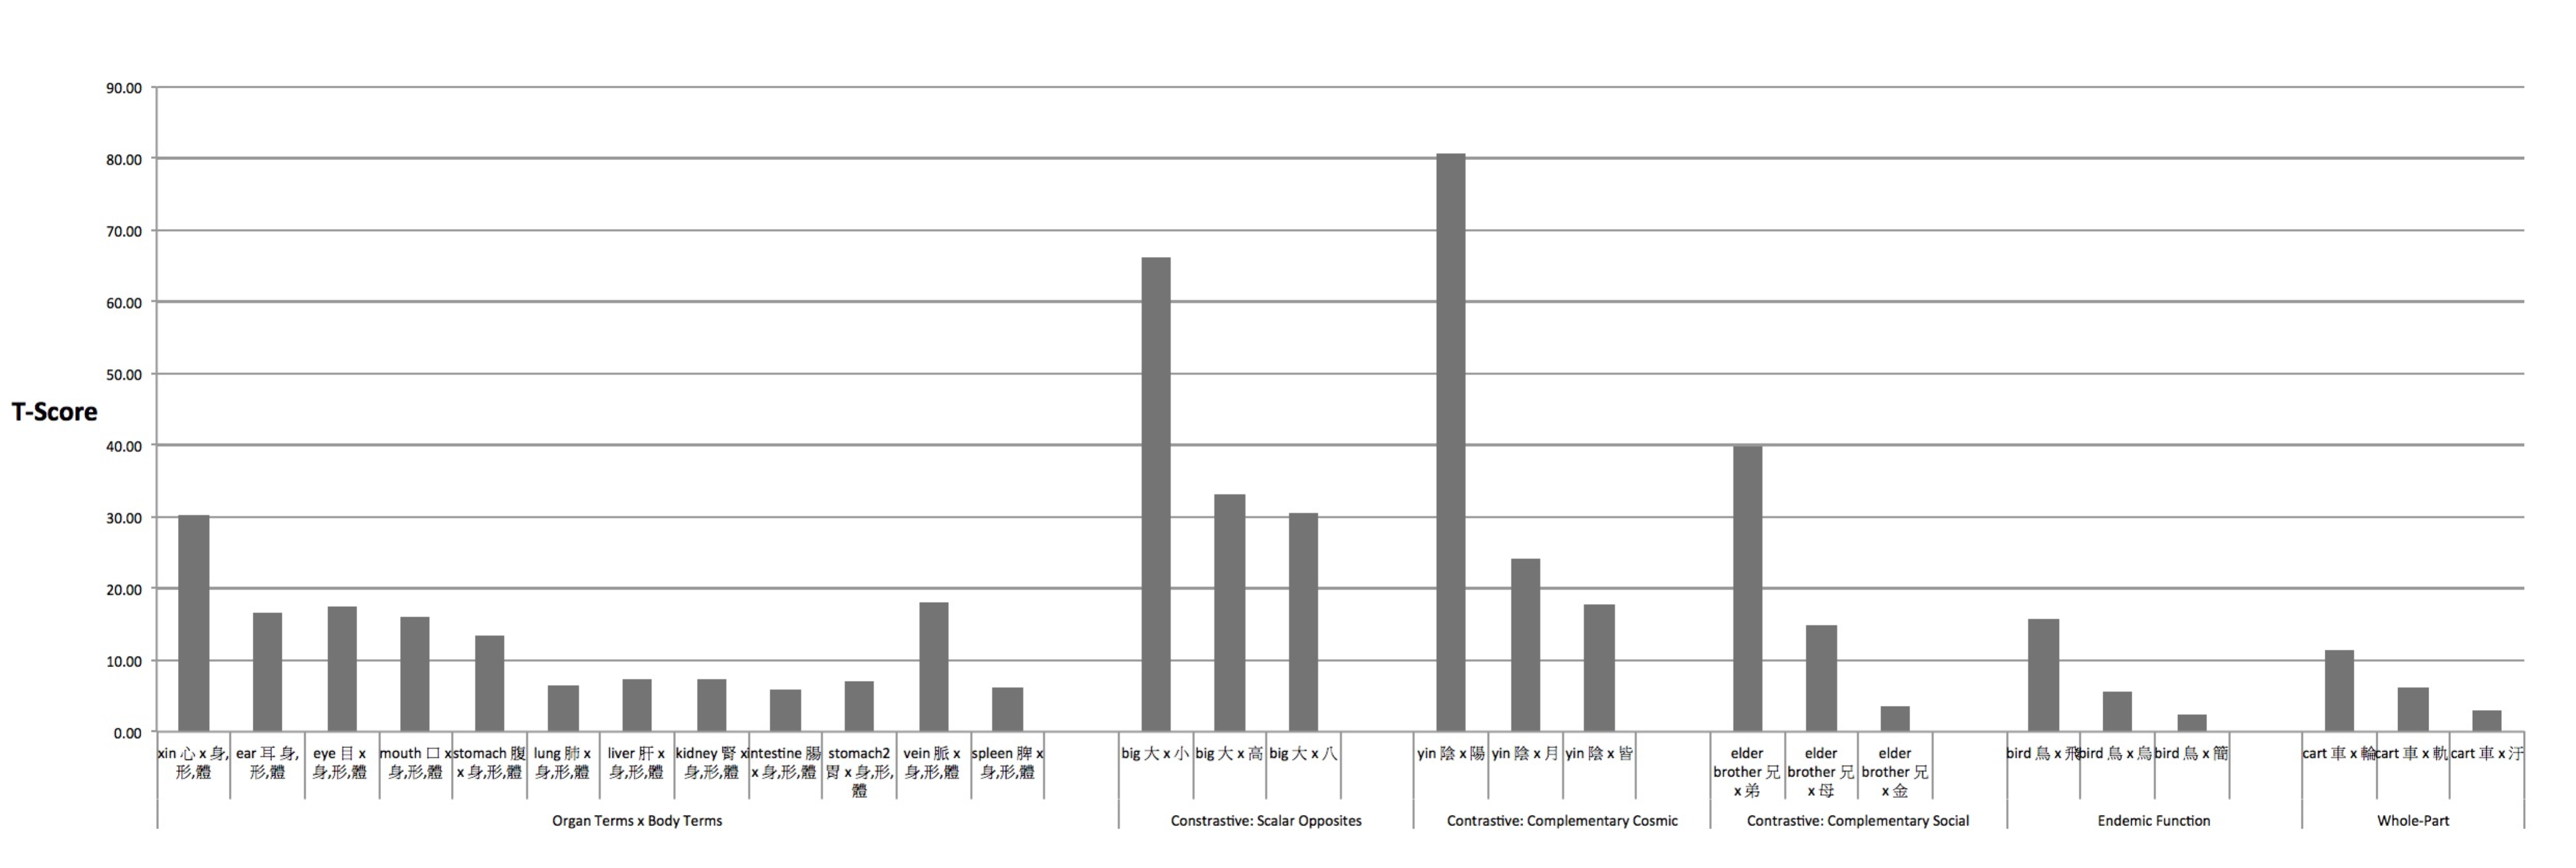 90.00
80.00
70.00
60.00
50.00
40.00
30.00
20.00
10.00
0.00
T-Score
xin 心 x 身,
形,體
ear 耳 身,
形,體
eye 目 x
身,形,體
mouth 口 x
身,形,體
stomach 腹
x 身,形,體
lung 肺 x
身,形,體
liver 肝 x
身,形,體
kidney 腎 x
身,形,體
intestine 腸
x 身,形,體
stomach2
胃 x 身,形,
體
vein 脈 x
身,形,體
spleen 脾 x
身,形,體
big 大 x 小
big 大 x 高
big 大 x 八
yin 陰 x 陽
yin 陰 x 月
yin 陰 x 皆
elder
brother 兄
x 弟
elder
brother 兄
x 母
elder
brother 兄
x 金
bird 鳥 x 飛
bird 鳥 x 烏
bird 鳥 x 簡
cart 車 x 輪
cart 車 x 軌
cart 車 x 汙
Organ Terms x Body Terms
Constrastive: Scalar Opposites
Contrastive: Complementary Cosmic
Contrastive: Complementary Social
Endemic Function
Whole-Part